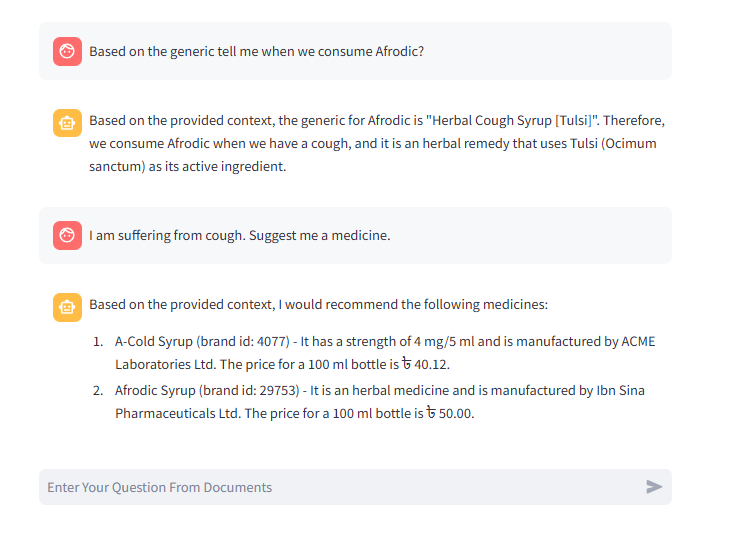 Based on the generic tell me when we consume Afrodic?
Based on the provided context, the generic for Afrodic is "Herbal Cough Syrup [Tulsi]". Therefore,
we consume Afrodic when we have a cough, and it is an herbal remedy that uses Tulsi (Ocimum
sanctum) as its active ingredient.
I am suffering from cough. Suggest me a medicine.
Based on the provided context, I would recommend the following medicines:
1. A-Cold Syrup (brand id: 4077) - It has a strength of 4 mg/5 ml and is manufactured by ACME
Laboratories Ltd. The price for a 100 ml bottle is ৳ 40.12.
2. Afrodic Syrup (brand id: 29753) - It is an herbal medicine and is manufactured by Ibn Sina
Pharmaceuticals Ltd. The price for a 100 ml bottle is ৳ 50.00.
Enter Your Question From Documents